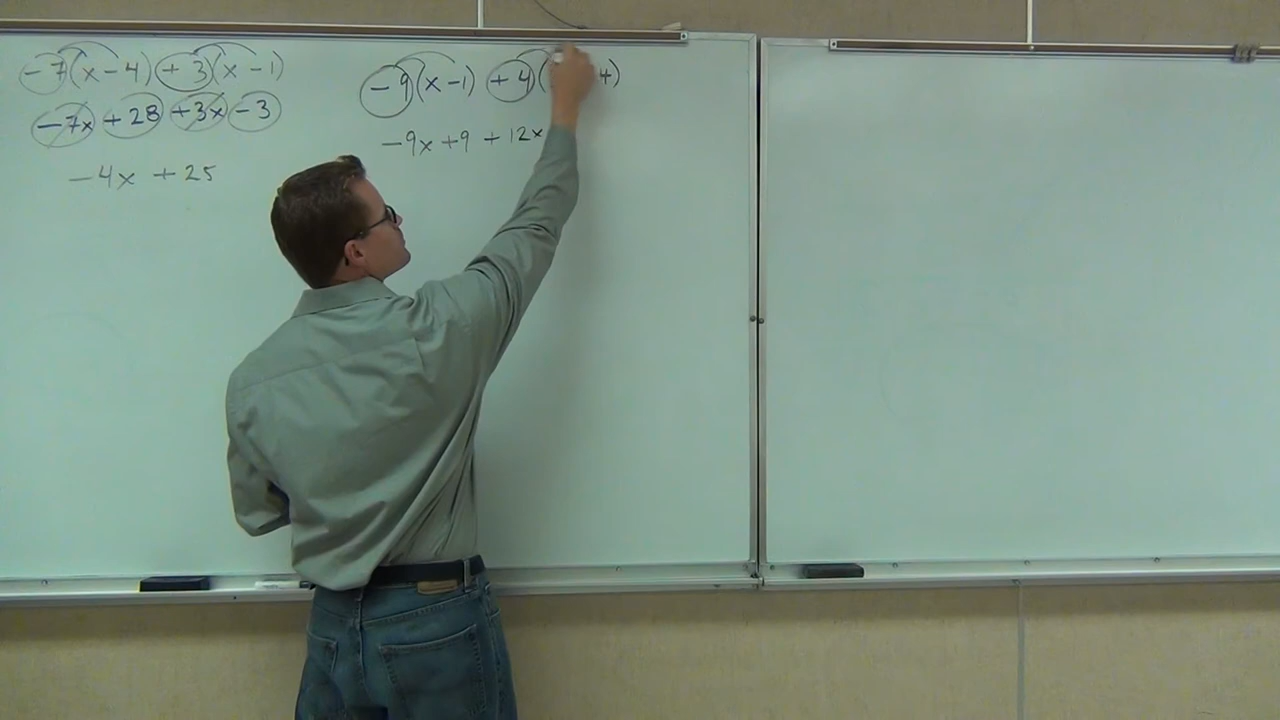 -7(x-4) +3(x-1)
-7x +28 +3x -3
-4x +25
-9(x-1) +4( 4)
-9x +9 +12x